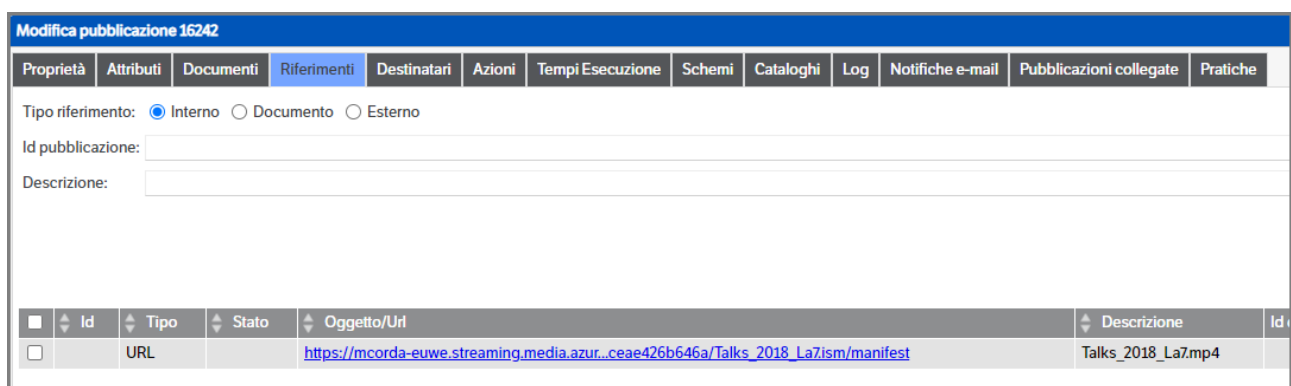 Modifica pubblicazione 16242
Proprietà Attributi Documenti Riferimenti Destinatari Azioni Tempi Esecuzione Schemi Cataloghi Log Notifiche e-mail Pubblicazioni collegate Pratiche
Tipo riferimento: Interno Documento Esterno
Id pubblicazione:
Descrizione:
Id Tipo Stato Oggetto/Url Descrizione Id
URL https://mcorda-euwe.streaming.media.azur...ceae426b646a/Talks_2018_La7.ism/manifest Talks_2018_La7.mp4